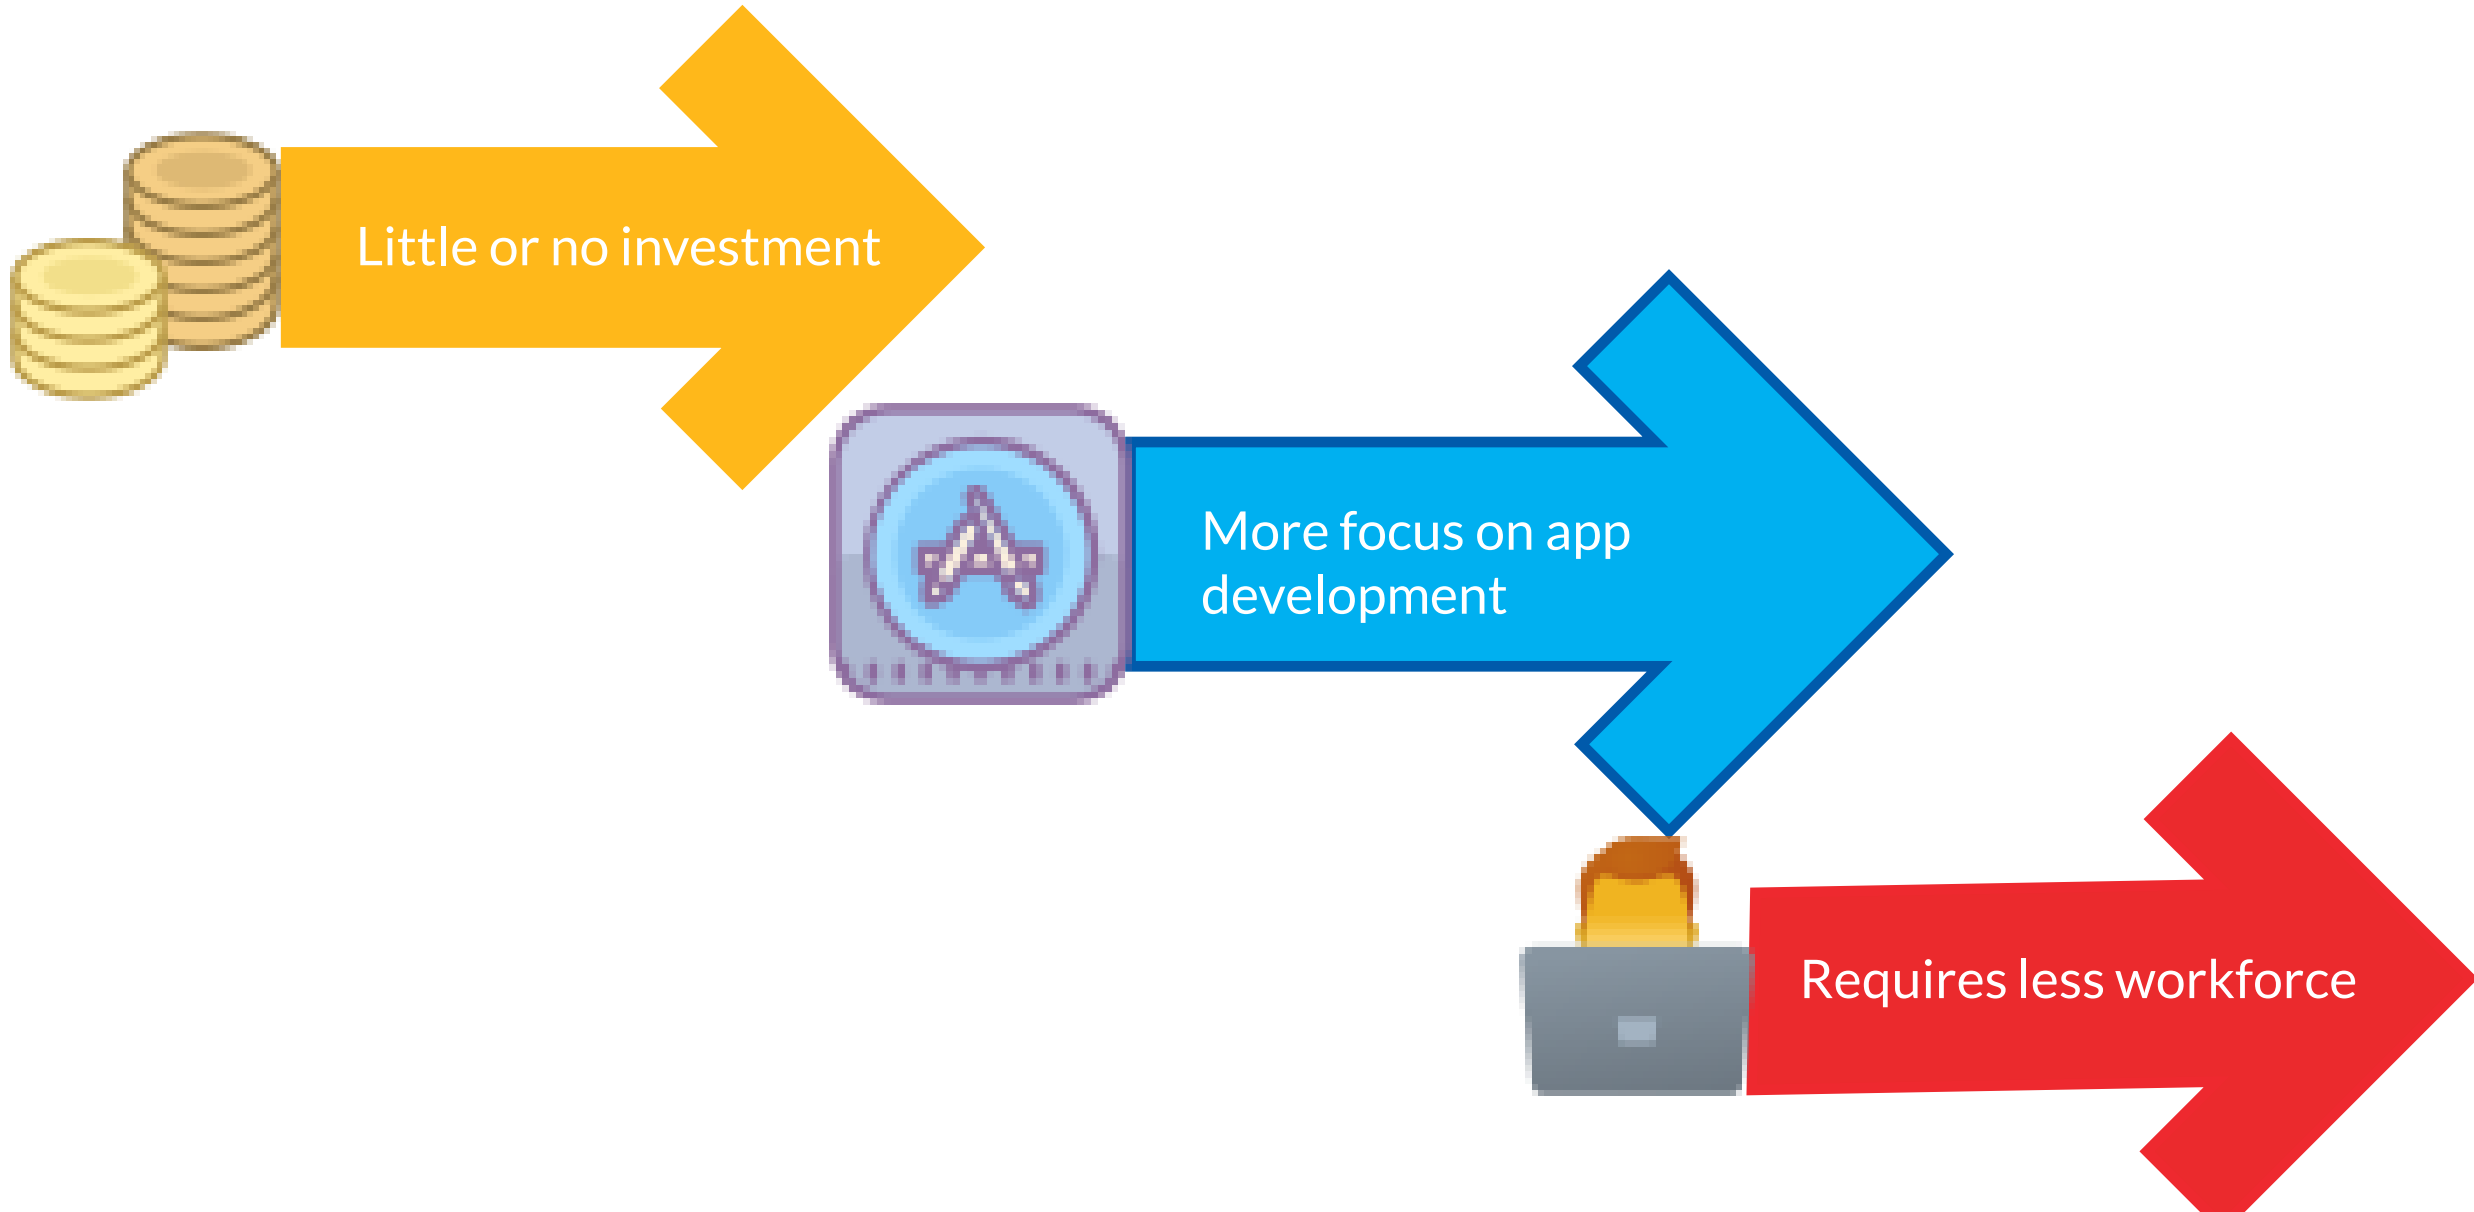 Little or no investment
More focus on app
development
Requires less workforce